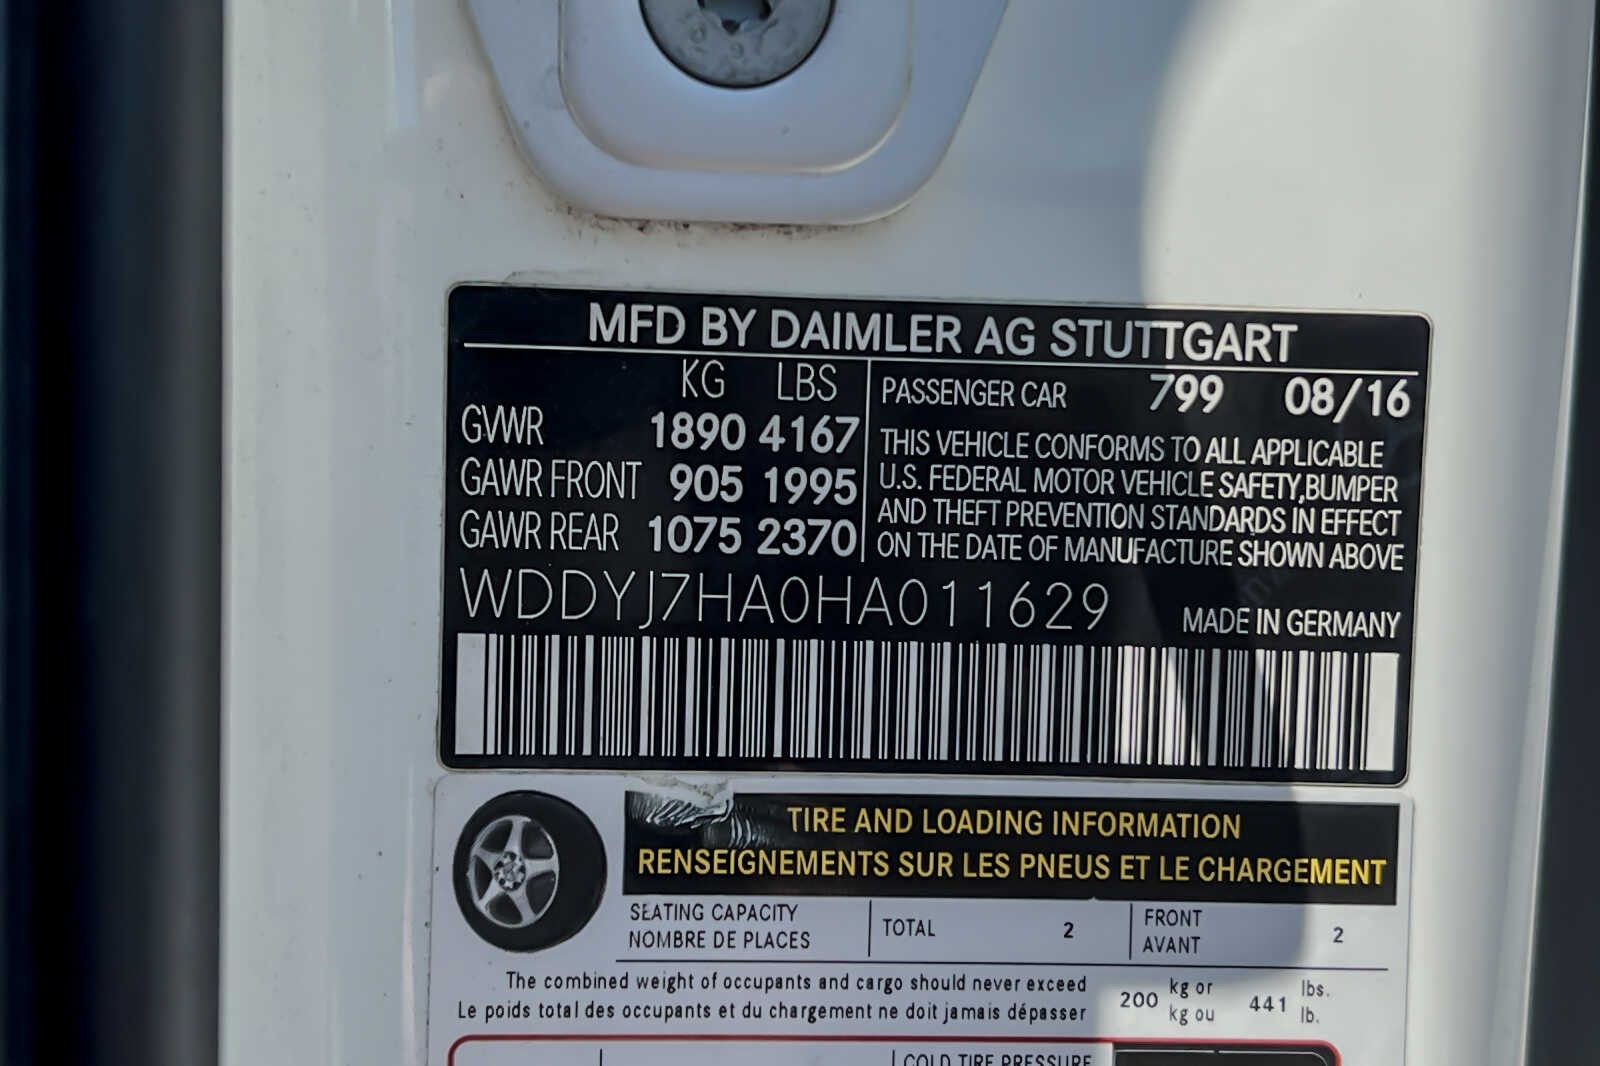 MFD BY DAIMLER AG STUTTGART
KG LBS
GVWR 1890 4167
GAWR FRONT 905 1995
GAWR REAR 1075 2370
PASSENGER CAR 799 08/16
THIS VEHICLE CONFORMS TO ALL APPLICABLE
U.S. FEDERAL MOTOR VEHICLE SAFETY,BUMPER
AND THEFT PREVENTION STANDARDS IN EFFECT
ON THE DATE OF MANUFACTURE SHOWN ABOVE
WDDYJ7HA0HA011629 MADE IN GERMANY
TIRE AND LOADING INFORMATION
RENSEIGNEMENTS SUR LES PNEUS ET LE CHARGEMENT
SEATING CAPACITY
NOMBRE DE PLACES
TOTAL 2
FRONT
AVANT
2
The combined weight of occupants and cargo should never exceed
Le poids total des occupants et du chargement ne doit jamais dépasser
200 kg or
kg ou
441 lbs.
lb.
COLD TIRE PRESSURE